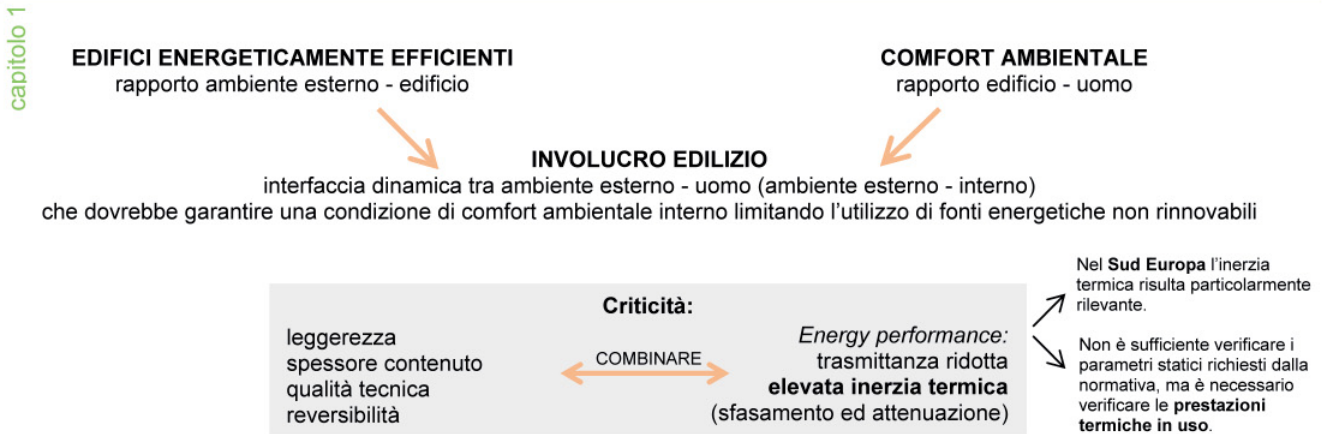 capitolo 1
EDIFICI ENERGETICAMENTE EFFICIENTI
rapporto ambiente esterno - edificio
COMFORT AMBIENTALE
rapporto edificio - uomo
INVOLUCRO EDILIZIO
interfaccia dinamica tra ambiente esterno - uomo (ambiente esterno - interno)
che dovrebbe garantire una condizione di comfort ambientale interno limitando l'utilizzo di fonti energetiche non rinnovabili
Criticità:
leggerezza
spessore contenuto
qualità tecnica
reversibilità
COMBINARE
Energy performance:
trasmittanza ridotta
elevata inerzia termica
(sfasamento ed attenuazione)
Nel Sud Europa l'inerzia
termica risulta particolarmente
rilevante.
Non è sufficiente verificare i
parametri statici richiesti dalla
normativa, ma è necessario
verificare le prestazioni
termiche in uso.